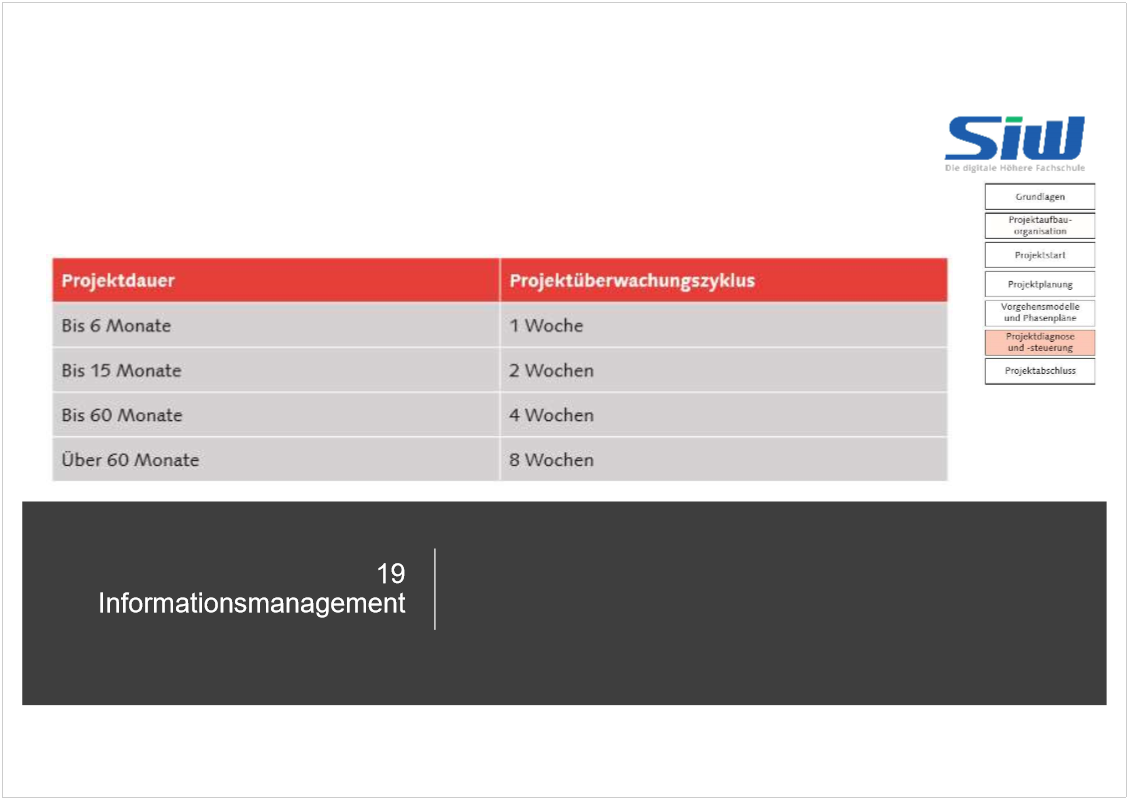 Siw
Die digitale Höhere Fachschule
Grundlagen
Projektaufbau-
organisation
Projektstart
Projektplanung
Vorgehensmodelle
und Phasenpläne
Projektdiagnose
und -steuerung
Projektabschluss
Projektdauer Projektüberwachungszyklus
Bis 6 Monate 1 Woche
Bis 15 Monate 2 Wochen
Bis 60 Monate 4 Wochen
Über 60 Monate 8 Wochen
19
Informationsmanagement